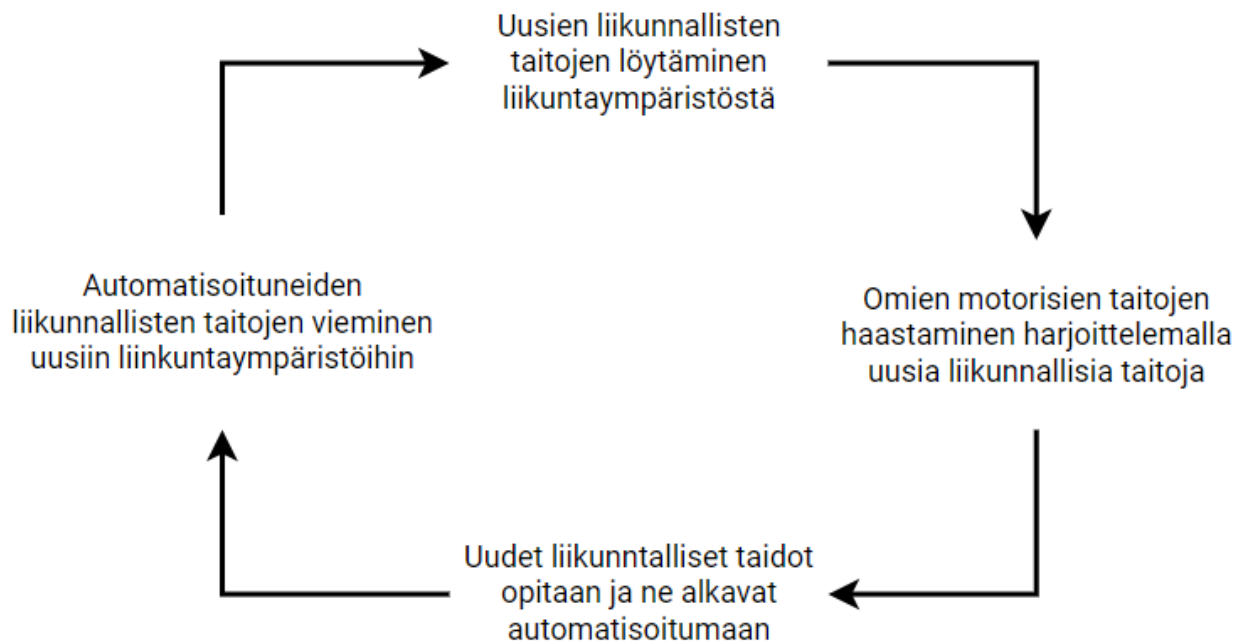 Uusien liikunnallisten
taitojen löytäminen
liikuntaympäristöstä
Omien motorisien taitojen
haastaminen harjoittelemalla
uusia liikunnallisia taitoja
Uudet liikunntalliset taidot
opitaan ja ne alkavat
automatisoitumaan
Automatisoituneiden
liikunnallisten taitojen vieminen
uusiin liinkuntaympäristöihin